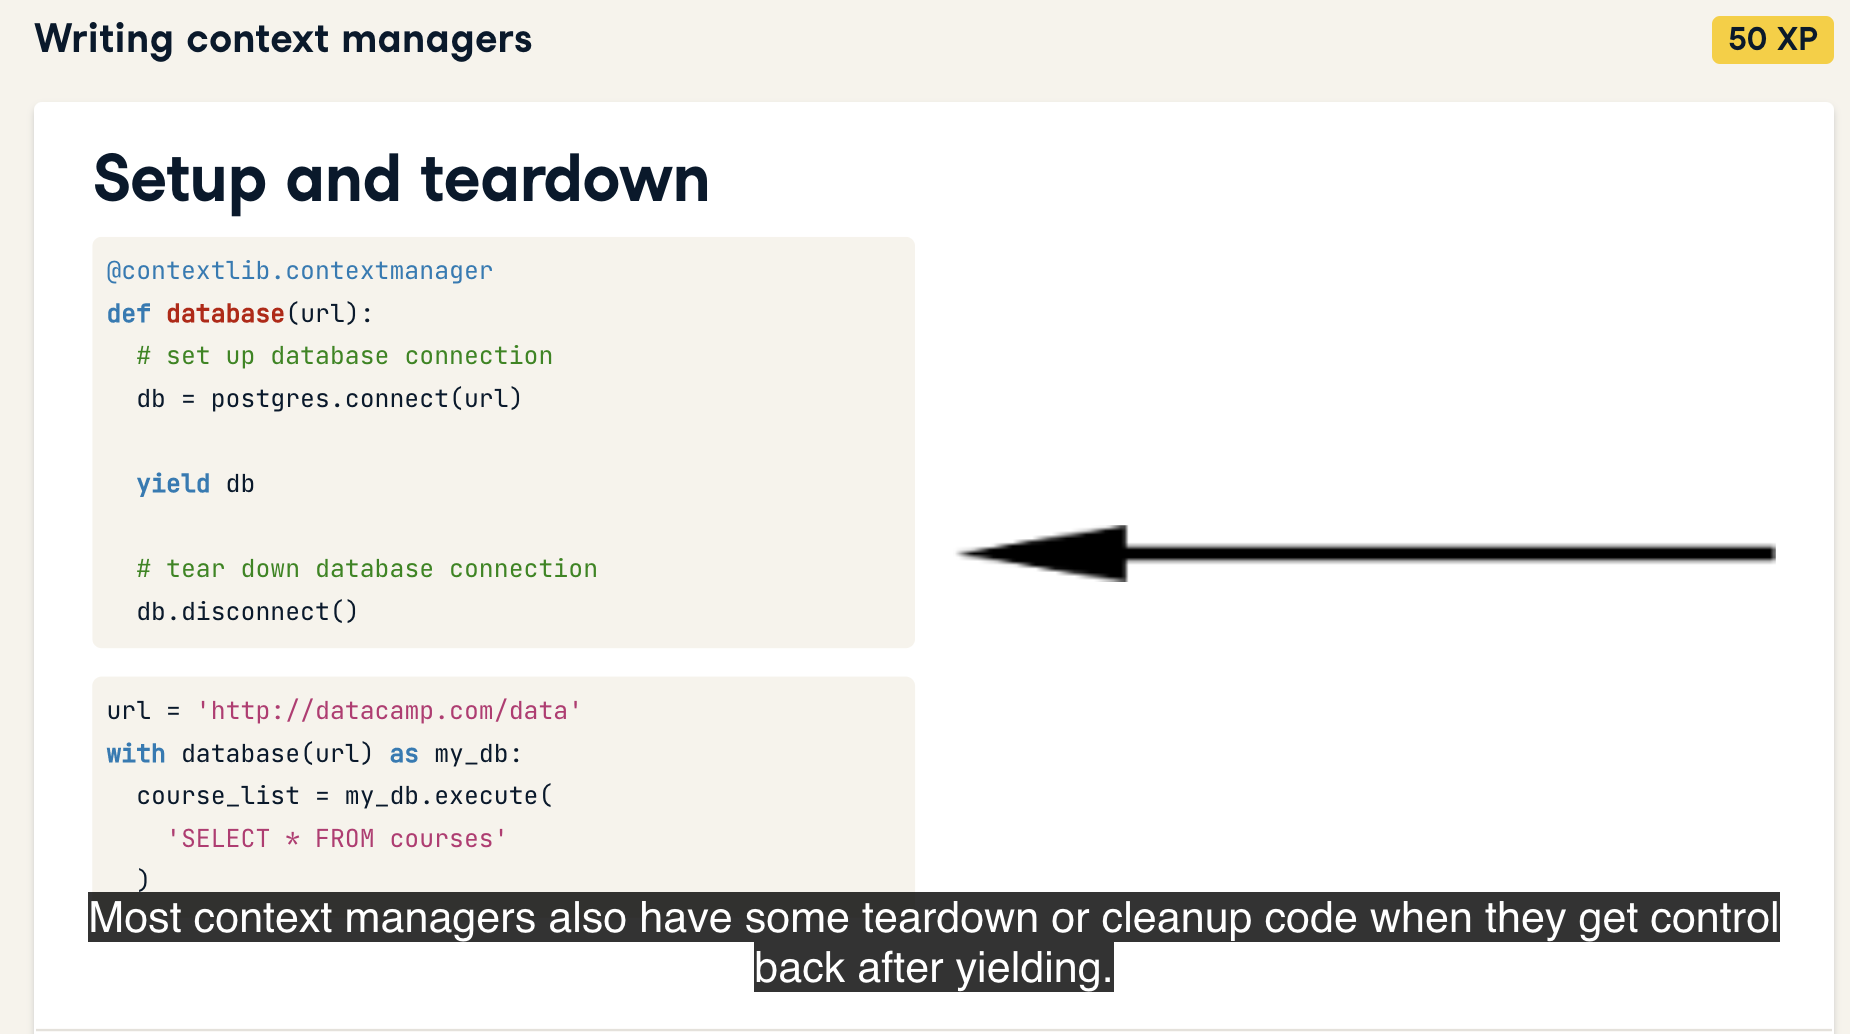 Writing context managers
50 XP
Setup and teardown
@contextlib.contextmanager
def database(url):
  # set up database connection
  db = postgres.connect(url)
  yield db
  # tear down database connection
  db.disconnect()
url = 'http://datacamp.com/data'
with database(url) as my_db:
  course_list = my_db.execute(
    'SELECT * FROM courses'
  )
Most context managers also have some teardown or cleanup code when they get control
back after yielding.